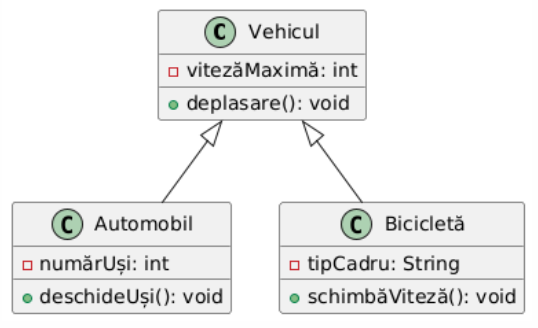 C Vehicul
vitezăMaximă: int
deplasare(): void
C Automobil
numărUși: int
deschideUși(): void
C Bicicletă
tipCadru: String
schimbăViteză(): void